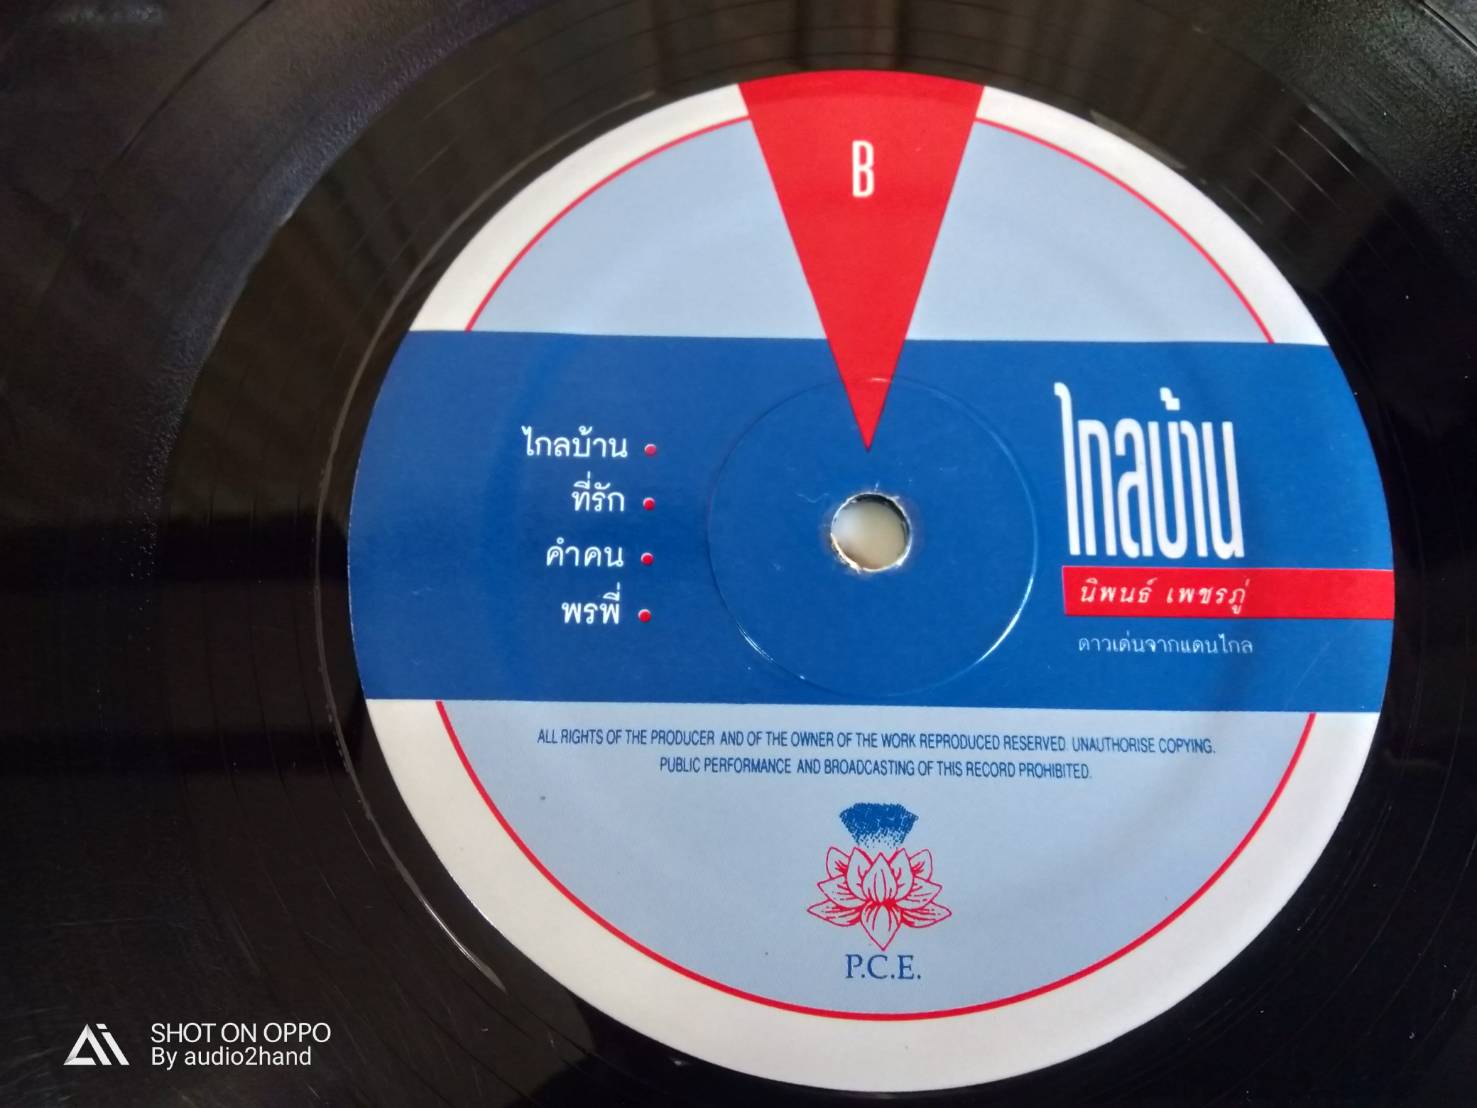 B
ไกลบ้าน
ที่รัก
คำคน
พรพี่
ไกลบ้าน
นิพนธ์ เพชรภู่
ดาวเด่นจากแดนไกล
ALL RIGHTS OF THE PRODUCER AND OF THE OWNER OF THE WORK REPRODUCED RESERVED. UNAUTHORISE COPYING.
PUBLIC PERFORMANCE AND BROADCASTING OF THIS RECORD PROHIBITED.
P.C.E.
SHOT ON OPPO
By audio2hand